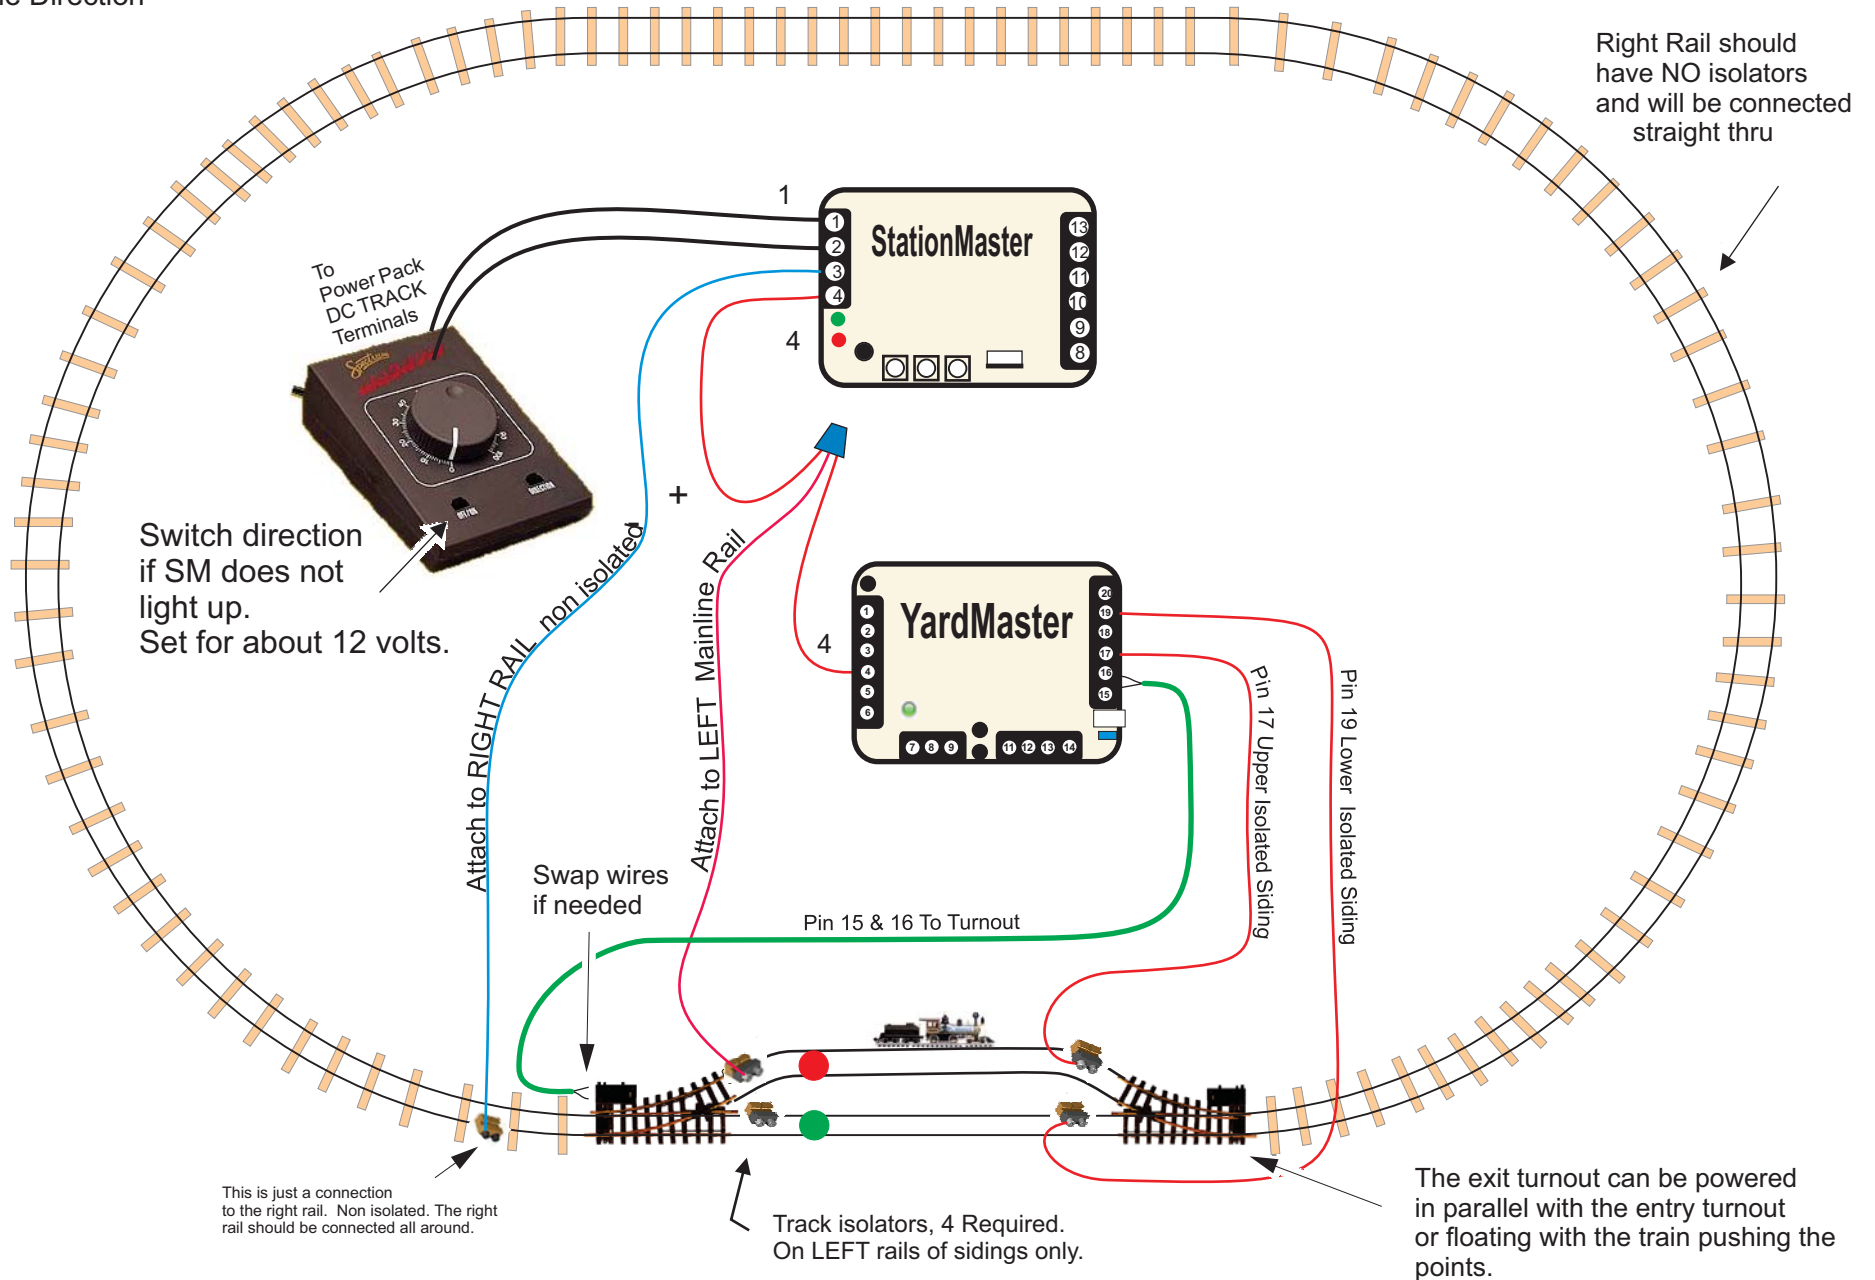 Direction
Right Rail should
have NO isolators
and will be connected
straight thru
1
StationMaster
1
2
3
4
13
12
11
10
9
8
4
To
Power Pack
DC TRACK
Terminals
Spectrum
DIRECTION
Switch direction
if SM does not
light up.
Set for about 12 volts.
+
Attach to RIGHT RAIL non isolated
Attach to LEFT Mainline Rail
YardMaster
4
1
2
3
4
5
6
7 8 9
11 12 13 14
20
19
18
17
16
15
Pin 17 Upper Isolated Siding
Pin 19 Lower Isolated Siding
Swap wires
if needed
Pin 15 & 16 To Turnout
This is just a connection
to the right rail. Non isolated. The right
rail should be connected all around.
Track isolators, 4 Required.
On LEFT rails of sidings only.
The exit turnout can be powered
in parallel with the entry turnout
or floating with the train pushing the
points.